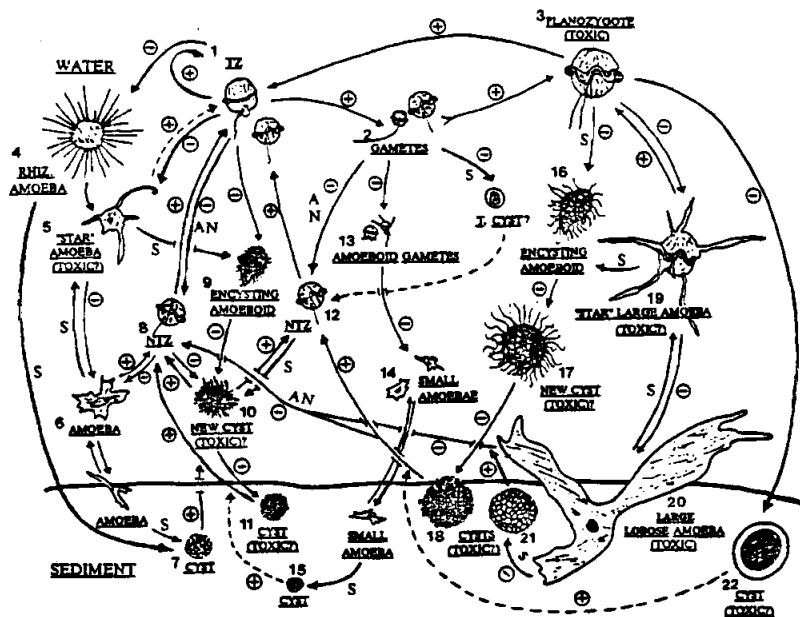 1
TZ
WATER
3 PLANOZYGOTE
(TOXIC)
2
GAMETES
4
RHIZ.
AMOEBA
5
"STAR"
AMOEBA
(TOXIC?)
S
AN
S
16
ENCYSTING
AMOEBOID
9
ENCYSTING
AMOEBOID
A
N
S
CYST?
13
AMOEBOID GAMETES
S
19
"STAR" LARGE AMOEBA
(TOXIC?)
8
NTZ
12
NTZ
S
17
NEW CYST
(TOXIC)?
S
S
6
AMOEBA
10
NEW CYST
(TOXIC)?
S
AN
14
SMALL
AMOEBAE
S
AMOEBA
S
7
CYST
11
CYST
(TOXIC?)
SMALL
AMOEBA
18
CYSTS
(TOXIC?)
21
S
20
LARGE
LOBOSE AMOEBA
(TOXIC)
SEDIMENT
15
CYST
S
22
CYST
(TOXIC?)